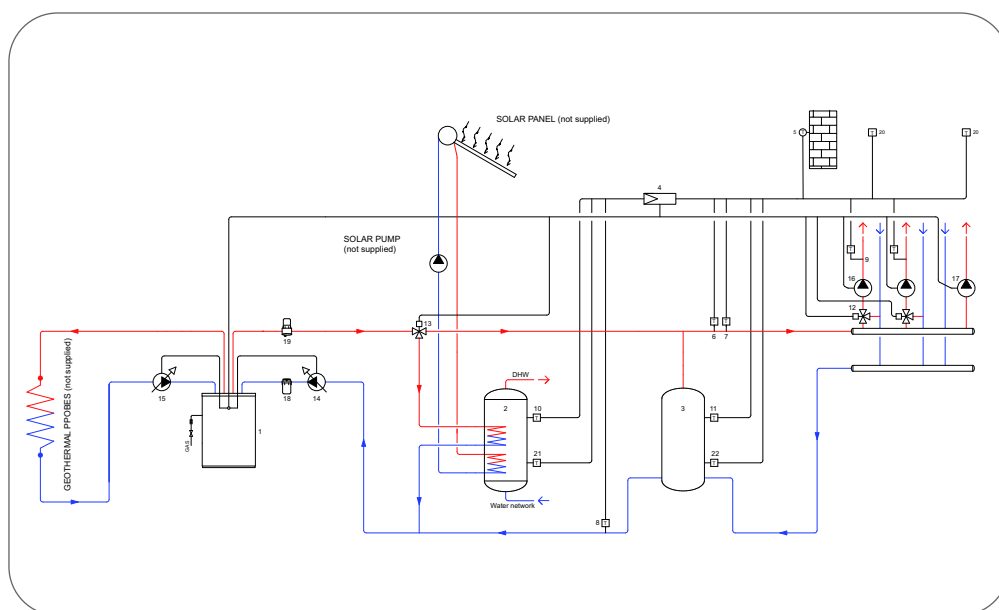 SOLAR PANEL (not supplied)
5
T
T
20
T
20
4
SOLAR PUMP
(not supplied)
T
T
9
16
17
12
13
19
T
T
6
7
GEOTHERMAL PPOBES (not supplied)
15
18
14
DHW
2
T
10
3
T
11
GAS
1
T
21
T
22
Water network
8
T